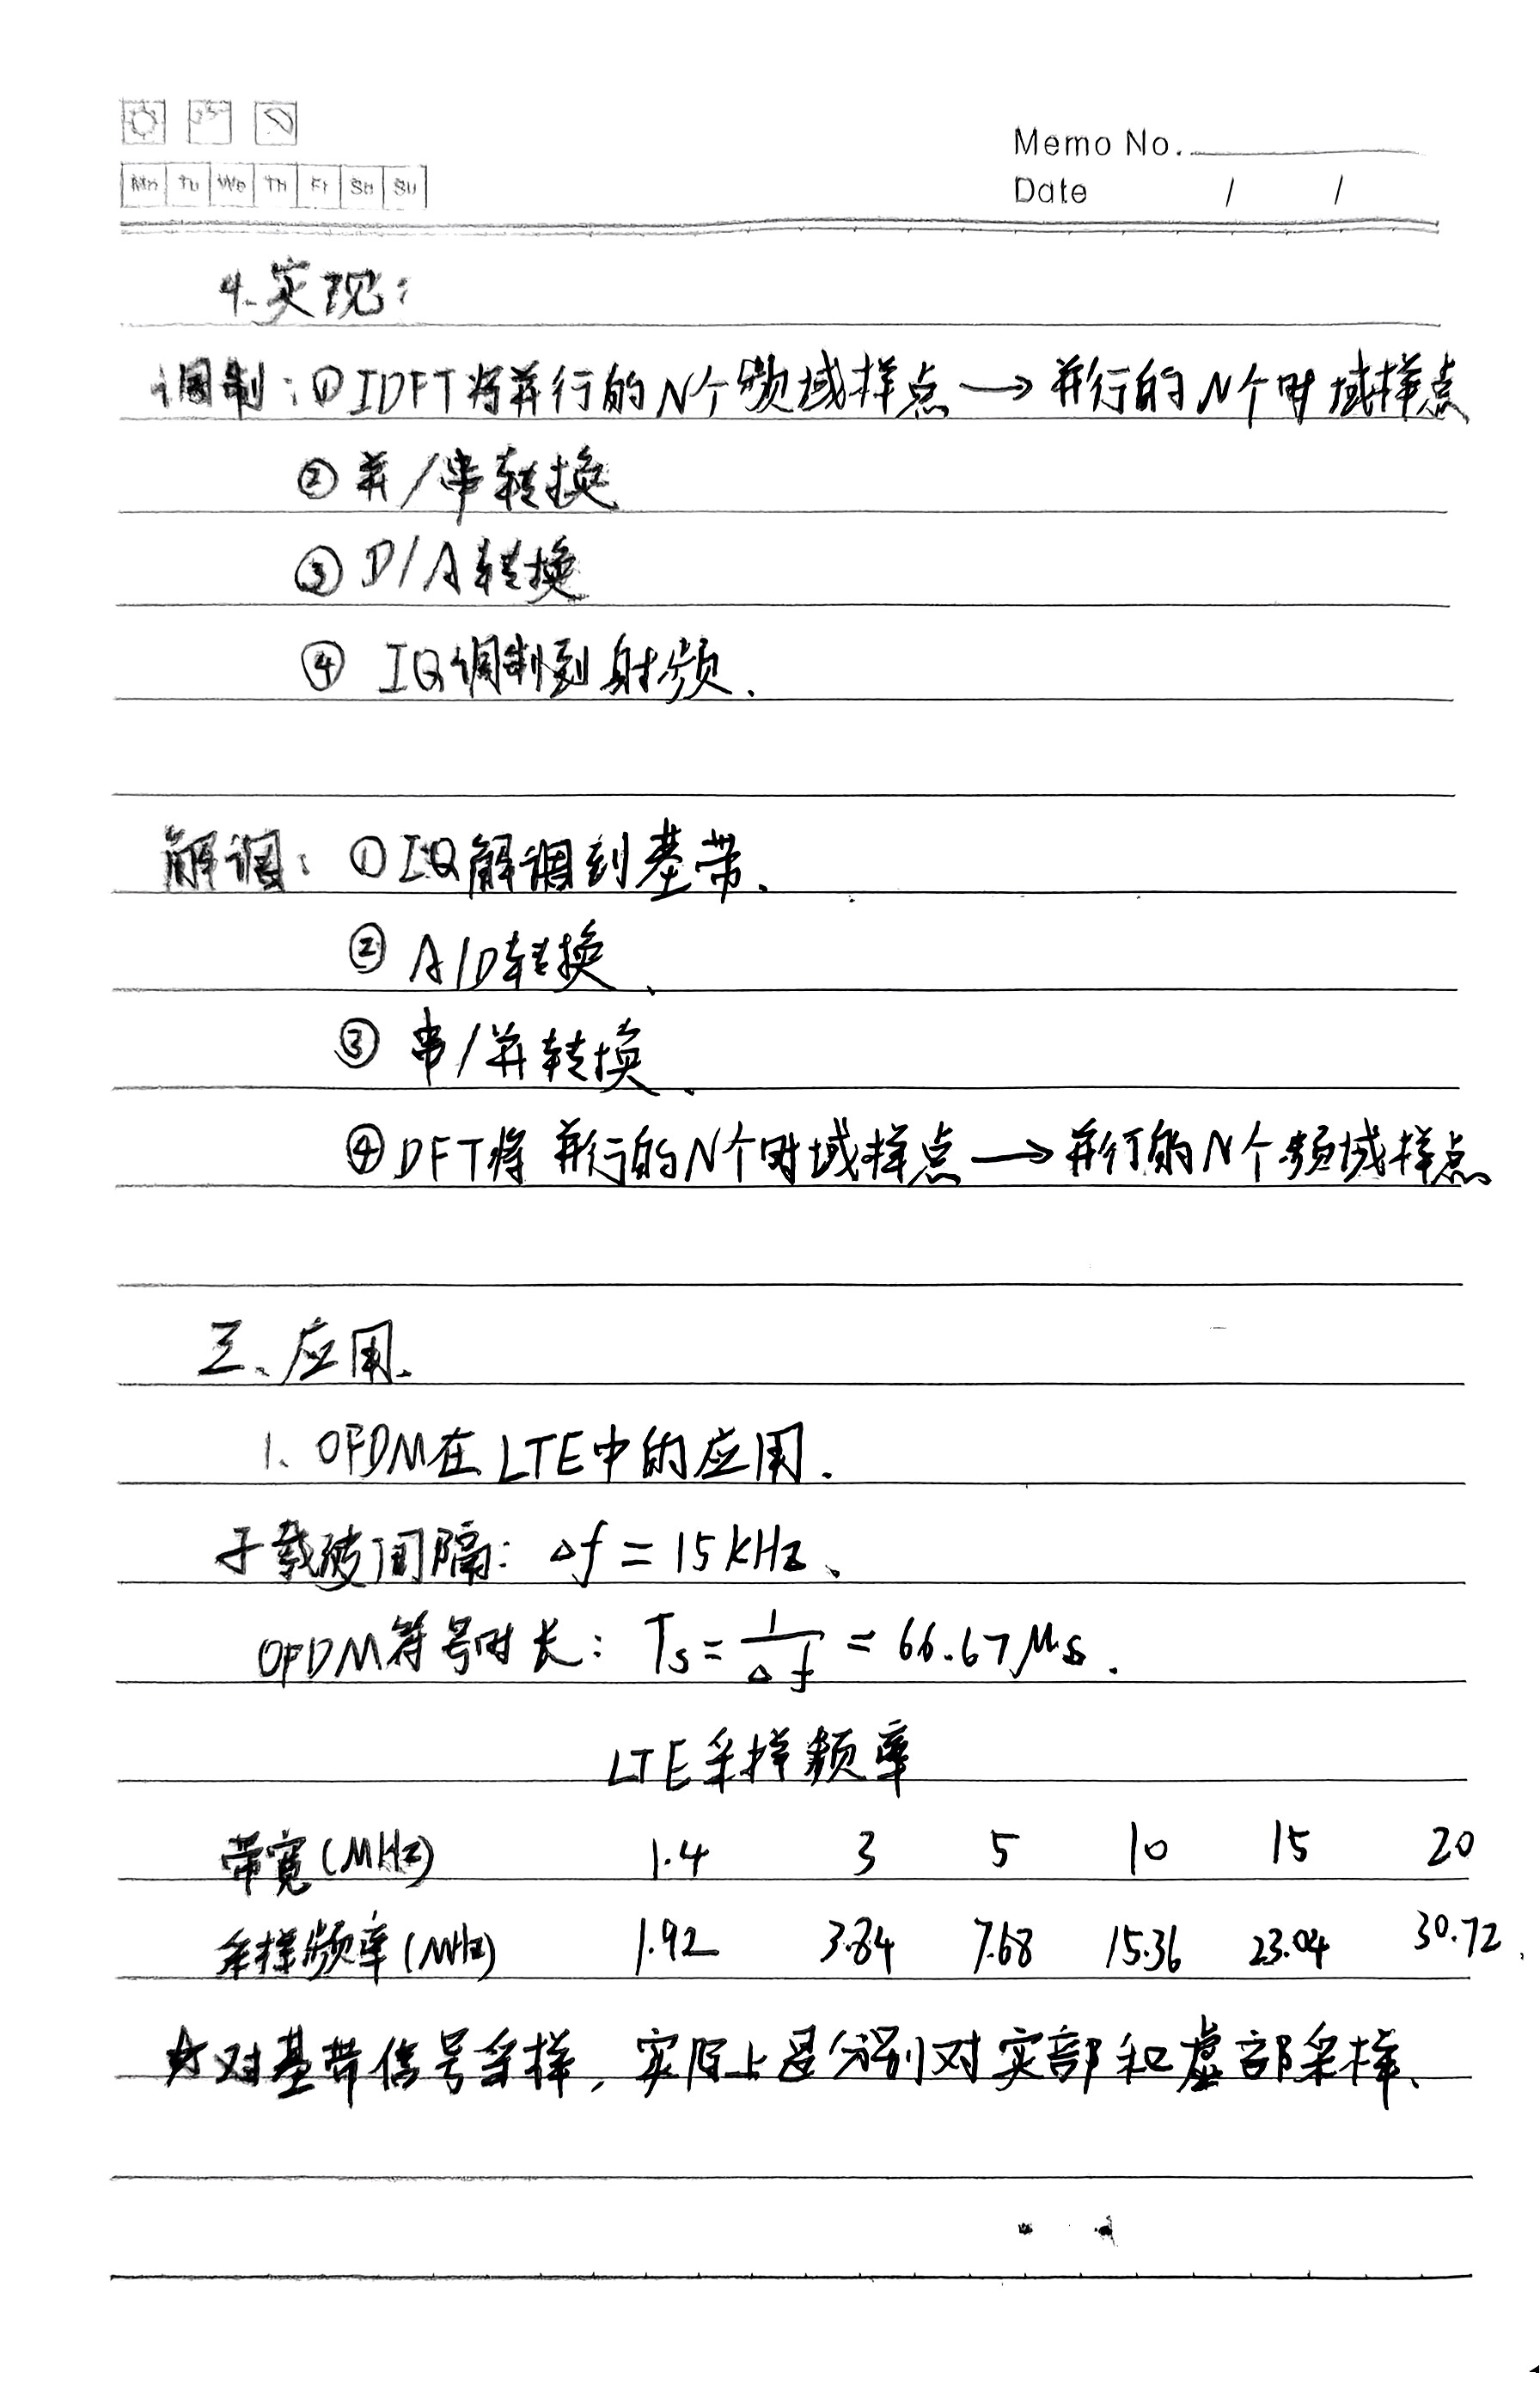 Memo No.
Mn Tu We Th Fr Sa Su
Date / /
4.实现:
调制:①IDFT将并行的N个频域样点→并行的N个时域样点
②并/串转换
③D/A转换
④ IQ调制到射频.
解调:①IQ解调到基带、
② A/D转换、
③ 串/并转换、
④DFT将并行的N个时域样点→并行的N个频域样点
三、应用、
1、OFDM在LTE中的应用.
子载波间隔: Δf=15KHz、
OFDM符号时长: Ts=1/Δf=66.67μs.
LTE采样频率
带宽(MHz) 1.4 3 5 10 15 20
采样频率(MHz) 1.92 3.84 7.68 15.36 23.04 30.72
☆对基带信号采样,实际上是分别对实部和虚部采样、